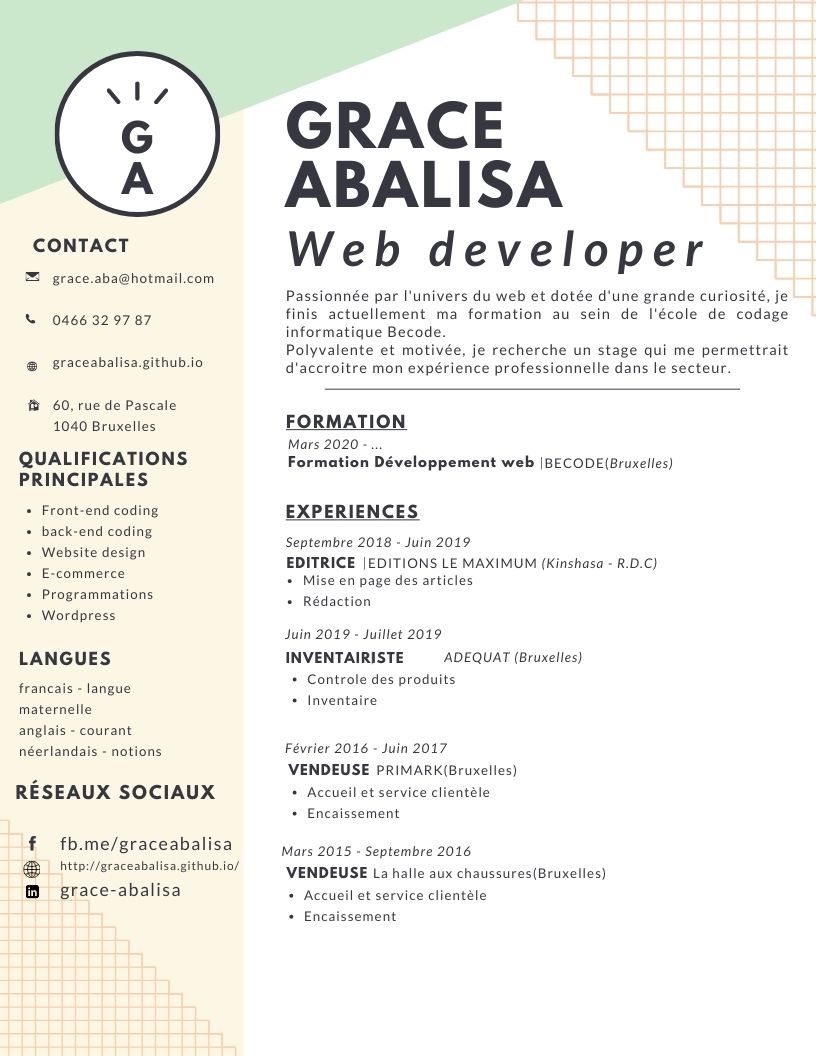 G
A
CONTACT
grace.aba@hotmail.com
0466 32 97 87
graceabalisa.github.io
60, rue de Pascale
1040 Bruxelles
QUALIFICATIONS
PRINCIPALES
• Front-end coding
• back-end coding
• Website design
• E-commerce
• Programmations
• Wordpress
LANGUES
francais - langue
maternelle
anglais - courant
néerlandais - notions
RÉSEAUX SOCIAUX
fb.me/graceabalisa
http://graceabalisa.github.io/
grace-abalisa
GRACE
ABALISA
Web developer
Passionnée par l'univers du web et dotée d'une grande curiosité, je
finis actuellement ma formation au sein de l'école de codage
informatique Becode.
Polyvalente et motivée, je recherche un stage qui me permettrait
d'accroitre mon expérience professionnelle dans le secteur.
FORMATION
Mars 2020 - ...
Formation Développement web |BECODE(Bruxelles)
EXPERIENCES
Septembre 2018 - Juin 2019
EDITRICE |EDITIONS LE MAXIMUM (Kinshasa - R.D.C)
• Mise en page des articles
• Rédaction
Juin 2019 - Juillet 2019
INVENTAIRISTE ADEQUAT (Bruxelles)
• Controle des produits
• Inventaire
Février 2016 - Juin 2017
VENDEUSE PRIMARK(Bruxelles)
• Accueil et service clientèle
• Encaissement
Mars 2015 - Septembre 2016
VENDEUSE La halle aux chaussures(Bruxelles)
• Accueil et service clientèle
• Encaissement